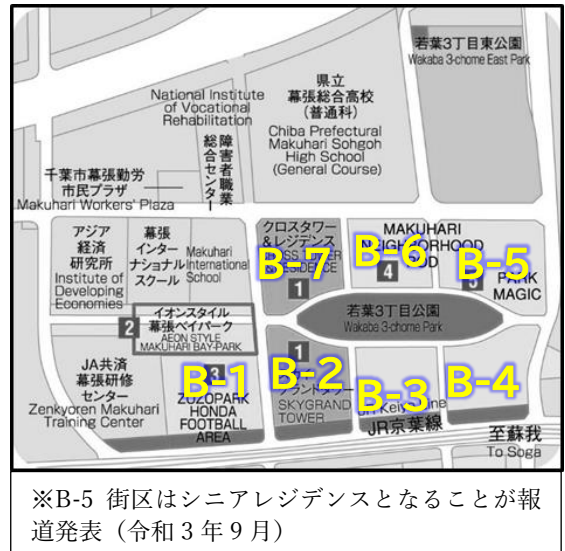 若葉3丁目東公園
Wakaba 3-chome East Park
県立
幕張総合高校
(普通科)
Chiba Prefectural
Makuhari Sohgoh
High School
(General Course)
National Institute
of Vocational
Rehabilitation
障害者職業
総合センター
千葉市幕張勤労
市民プラザ
Makuhari Workers' Plaza
アジア
経済
研究所
Institute of
Developing
Economies
幕張
インター
ナショナル
スクール
Makuhari
International
School
クロスタワー
&レジデンス
B-7
1
MAKUHARI
NEIGHBORHOOD
B-6
4
B-5
PARK
MAGIC
若葉3丁目公園
Wakaba 3-chome Park
2
イオンスタイル
幕張ベイパーク
AEON STYLE
MAKUHARI BAY-PARK
JA共済
幕張研修
センター
Zenkyoren Makuhari
Training Center
B-1
ZOZOPARK
HONDA
FOOTBALL
AREA
1
B-2
SKYGRAND
TOWER
B-3
B-4
JR京葉線
至蘇我
To Soga
※B-5 街区はシニアレジデンスとなることが報
道発表（令和３年９月）